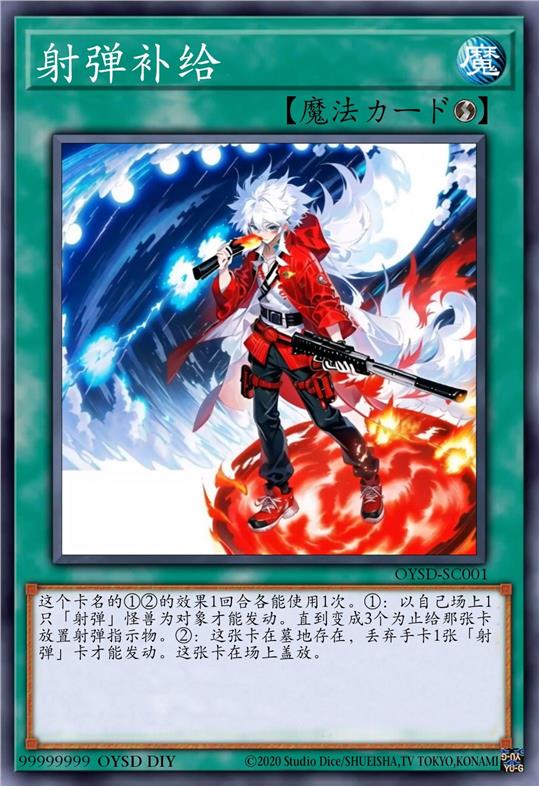 射弹补给
魔
【魔法カード】
OYSD-SC001
这个卡名的①②的效果1回合各能使用1次。①：以自己场上1
只「射弹」怪兽为对象才能发动。直到变成3个为止给那张卡
放置射弹指示物。②：这张卡在墓地存在，丢弃手卡1张「射
弹」卡才能发动。这张卡在场上盖放。
99999999 OYSD DIY
©2020 Studio Dice/SHUEISHA,TV TOKYO,KONAMI